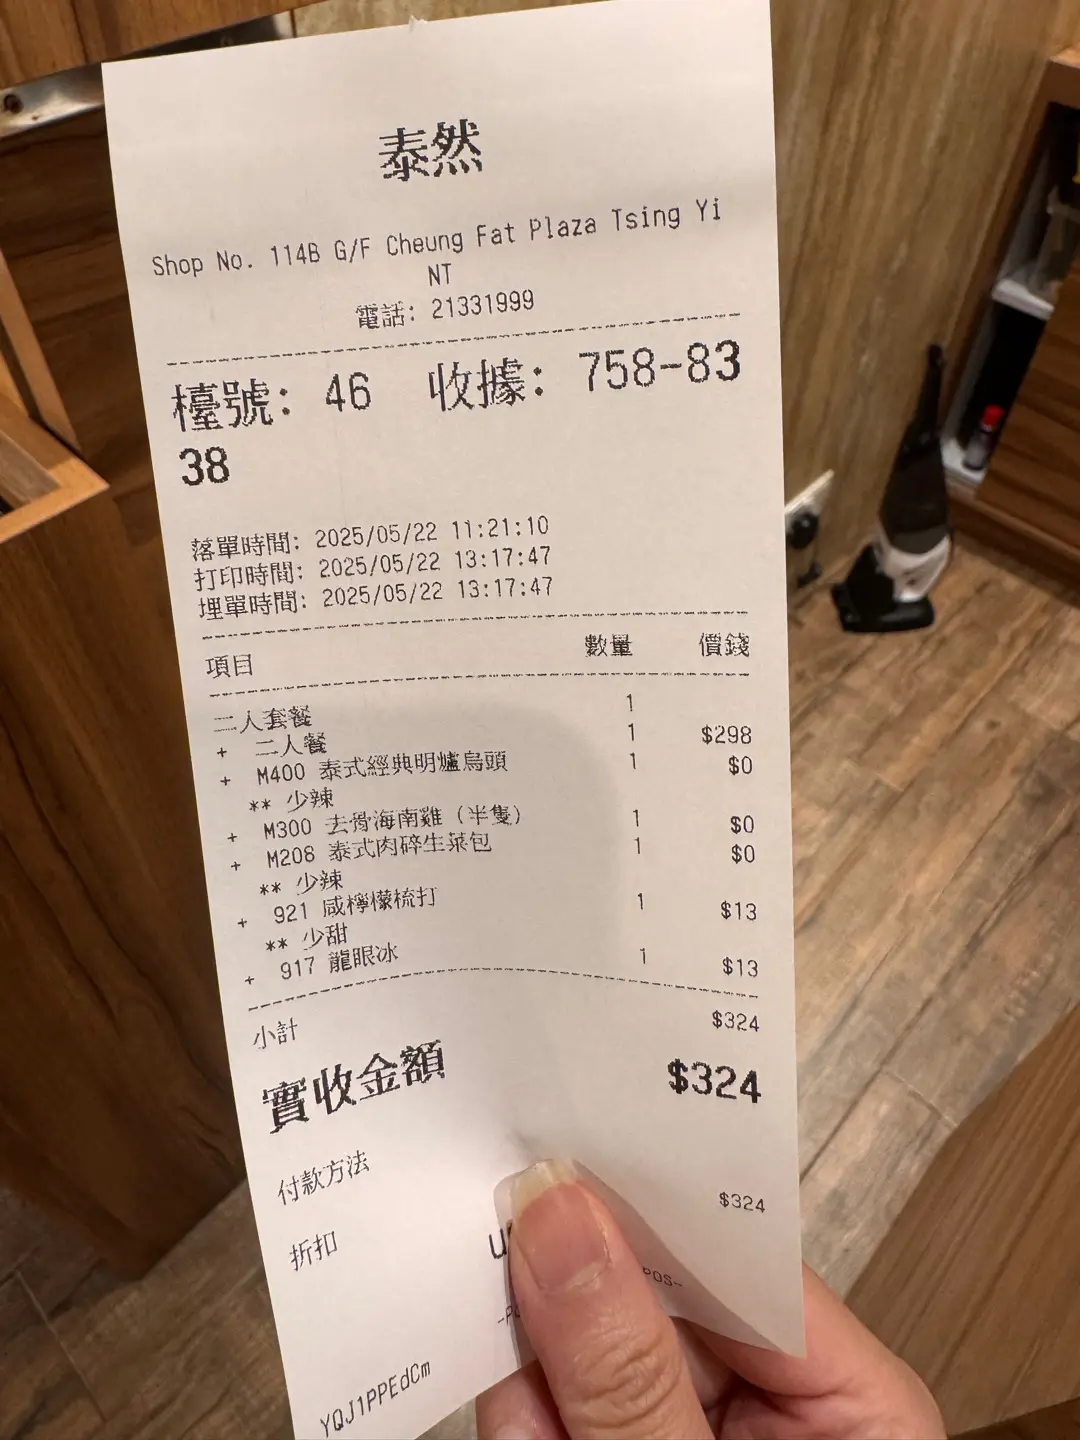 泰然
Shop No. 114B G/F Cheung Fat Plaza Tsing Yi
NT
電話: 21331999
檯號: 46 收據: 758-83
38
落單時間: 2025/05/22 11:21:10
打印時間: 2025/05/22 13:17:47
埋單時間: 2025/05/22 13:17:47
項目 數量 價錢
二人套餐 1
+ 二人餐 1 $298
+ M400 泰式經典明爐烏頭 1 $0
** 少辣
+ M300 去骨海南雞 (半隻) 1 $0
+ M208 泰式肉碎生菜包 1 $0
** 少辣
+ 921 咸檸檬梳打 1 $13
** 少甜
+ 917 龍眼冰 1 $13
小計 $324
實收金額 $324
付款方法
$324
折扣
POS-
YQJ1PPEdCm